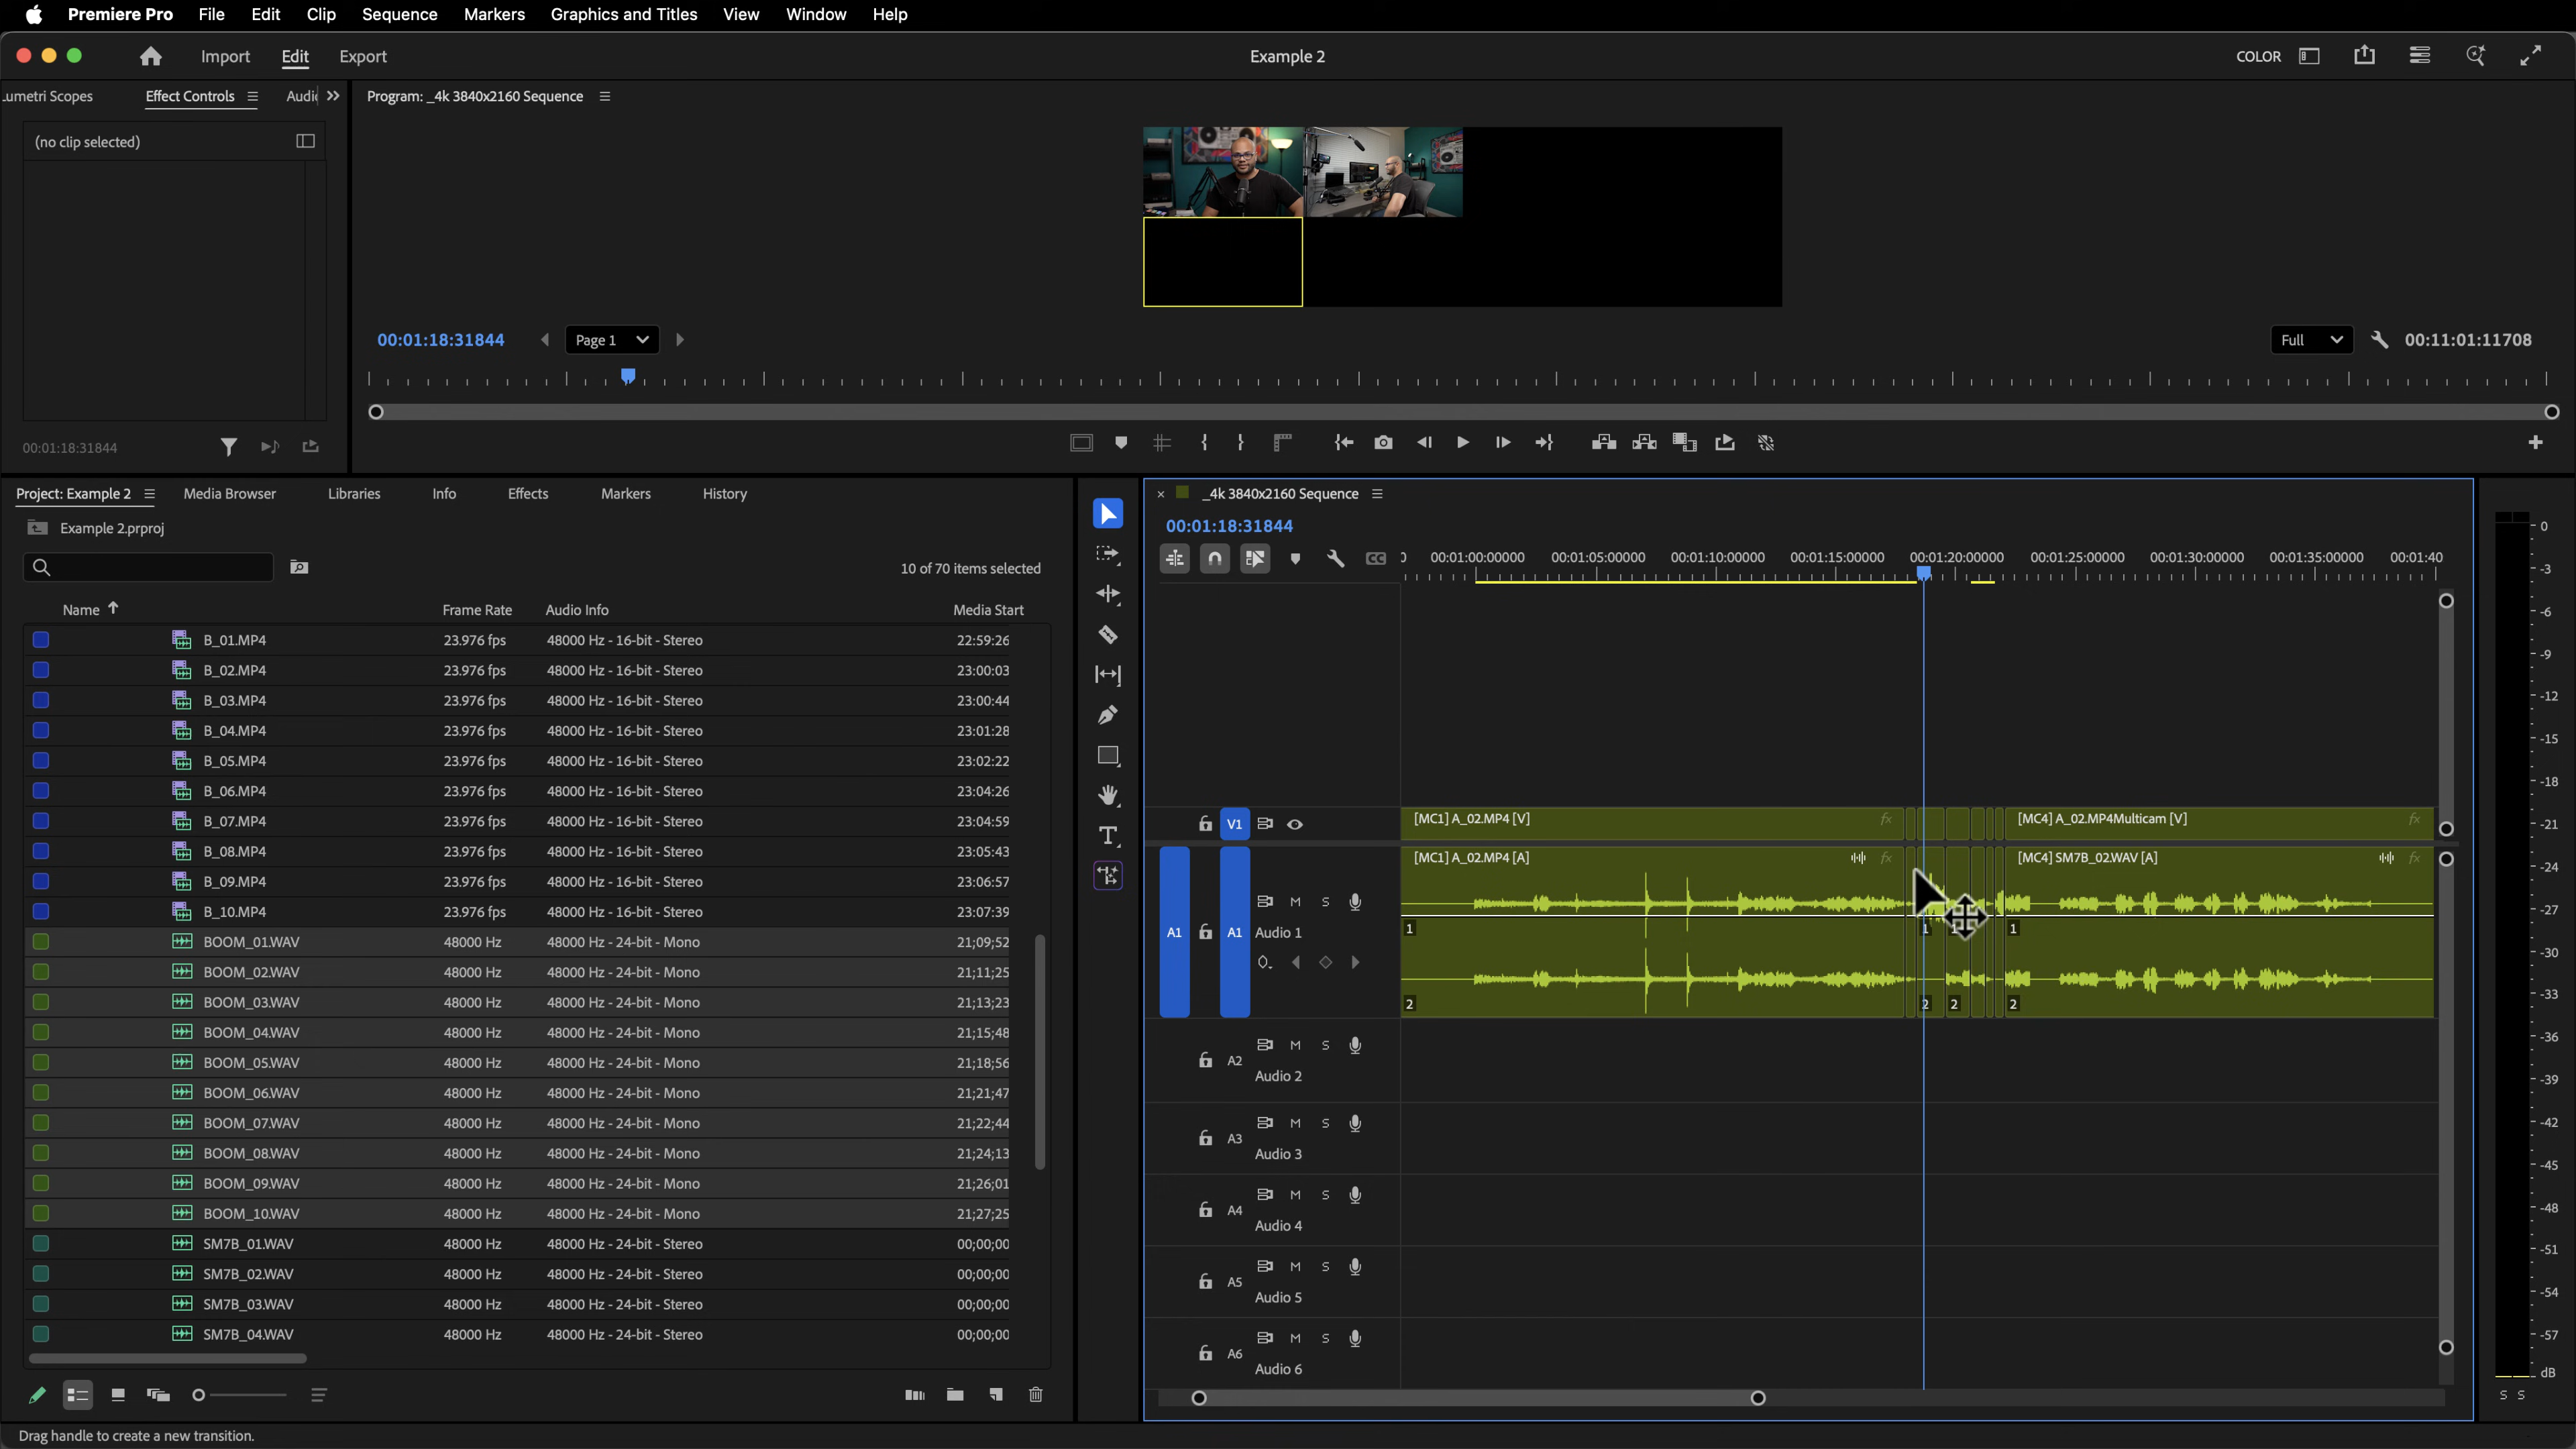 Premiere Pro File Edit Clip Sequence Markers Graphics and Titles View Window Help
Import Edit Export Example 2 COLOR
umetri Scopes Effect Controls Audi Program: _4k 3840x2160 Sequence
(no clip selected)
00:01:18:31844 Page 1 Full 00:11:01:11708
00:01:18:31844
Project: Example 2 Media Browser Libraries Info Effects Markers History
Example 2.prproj
10 of 70 items selected
Name Frame Rate Audio Info Media Start
B_01.MP4 23.976 fps 48000 Hz - 16-bit - Stereo 22:59:26
B_02.MP4 23.976 fps 48000 Hz - 16-bit - Stereo 23:00:03
B_03.MP4 23.976 fps 48000 Hz - 16-bit - Stereo 23:00:44
B_04.MP4 23.976 fps 48000 Hz - 16-bit - Stereo 23:01:28
B_05.MP4 23.976 fps 48000 Hz - 16-bit - Stereo 23:02:22
B_06.MP4 23.976 fps 48000 Hz - 16-bit - Stereo 23:04:26
B_07.MP4 23.976 fps 48000 Hz - 16-bit - Stereo 23:04:59
B_08.MP4 23.976 fps 48000 Hz - 16-bit - Stereo 23:05:43
B_09.MP4 23.976 fps 48000 Hz - 16-bit - Stereo 23:06:57
B_10.MP4 23.976 fps 48000 Hz - 16-bit - Stereo 23:07:39
BOOM_01.WAV 48000 Hz 48000 Hz - 24-bit - Mono 21;09;52
BOOM_02.WAV 48000 Hz 48000 Hz - 24-bit - Mono 21;11;25
BOOM_03.WAV 48000 Hz 48000 Hz - 24-bit - Mono 21;13;23
BOOM_04.WAV 48000 Hz 48000 Hz - 24-bit - Mono 21;15;48
BOOM_05.WAV 48000 Hz 48000 Hz - 24-bit - Mono 21;18;56
BOOM_06.WAV 48000 Hz 48000 Hz - 24-bit - Mono 21;21;47
BOOM_07.WAV 48000 Hz 48000 Hz - 24-bit - Mono 21;22;44
BOOM_08.WAV 48000 Hz 48000 Hz - 24-bit - Mono 21;24;13
BOOM_09.WAV 48000 Hz 48000 Hz - 24-bit - Mono 21;26;01
BOOM_10.WAV 48000 Hz 48000 Hz - 24-bit - Mono 21;27;25
SM7B_01.WAV 48000 Hz 48000 Hz - 24-bit - Stereo 00;00;00
SM7B_02.WAV 48000 Hz 48000 Hz - 24-bit - Stereo 00;00;00
SM7B_03.WAV 48000 Hz 48000 Hz - 24-bit - Stereo 00;00;00
SM7B_04.WAV 48000 Hz 48000 Hz - 24-bit - Stereo 00;00;00
Drag handle to create a new transition.
_4k 3840x2160 Sequence
00:01:18:31844
0 00:01:00:00000 00:01:05:00000 00:01:10:00000 00:01:15:00000 00:01:20:00000 00:01:25:00000 00:01:30:00000 00:01:35:00000 00:01:40
V1 [MC1] A_02.MP4 [V] fx [MC4] A_02.MP4Multicam [V] fx
[MC1] A_02.MP4 [A] fx [MC4] SM7B_02.WAV [A] fx
M S
A1 A1 Audio 1 1 1 1 1
2 2 2 2
M S
A2
Audio 2
M S
A3
Audio 3
M S
A4
Audio 4
M S
A5
Audio 5
M S
A6
Audio 6
0
-3
-6
-9
-12
-15
-18
-21
-24
-27
-30
-33
-36
-39
-42
-45
-48
-51
-54
-57
dB
S S